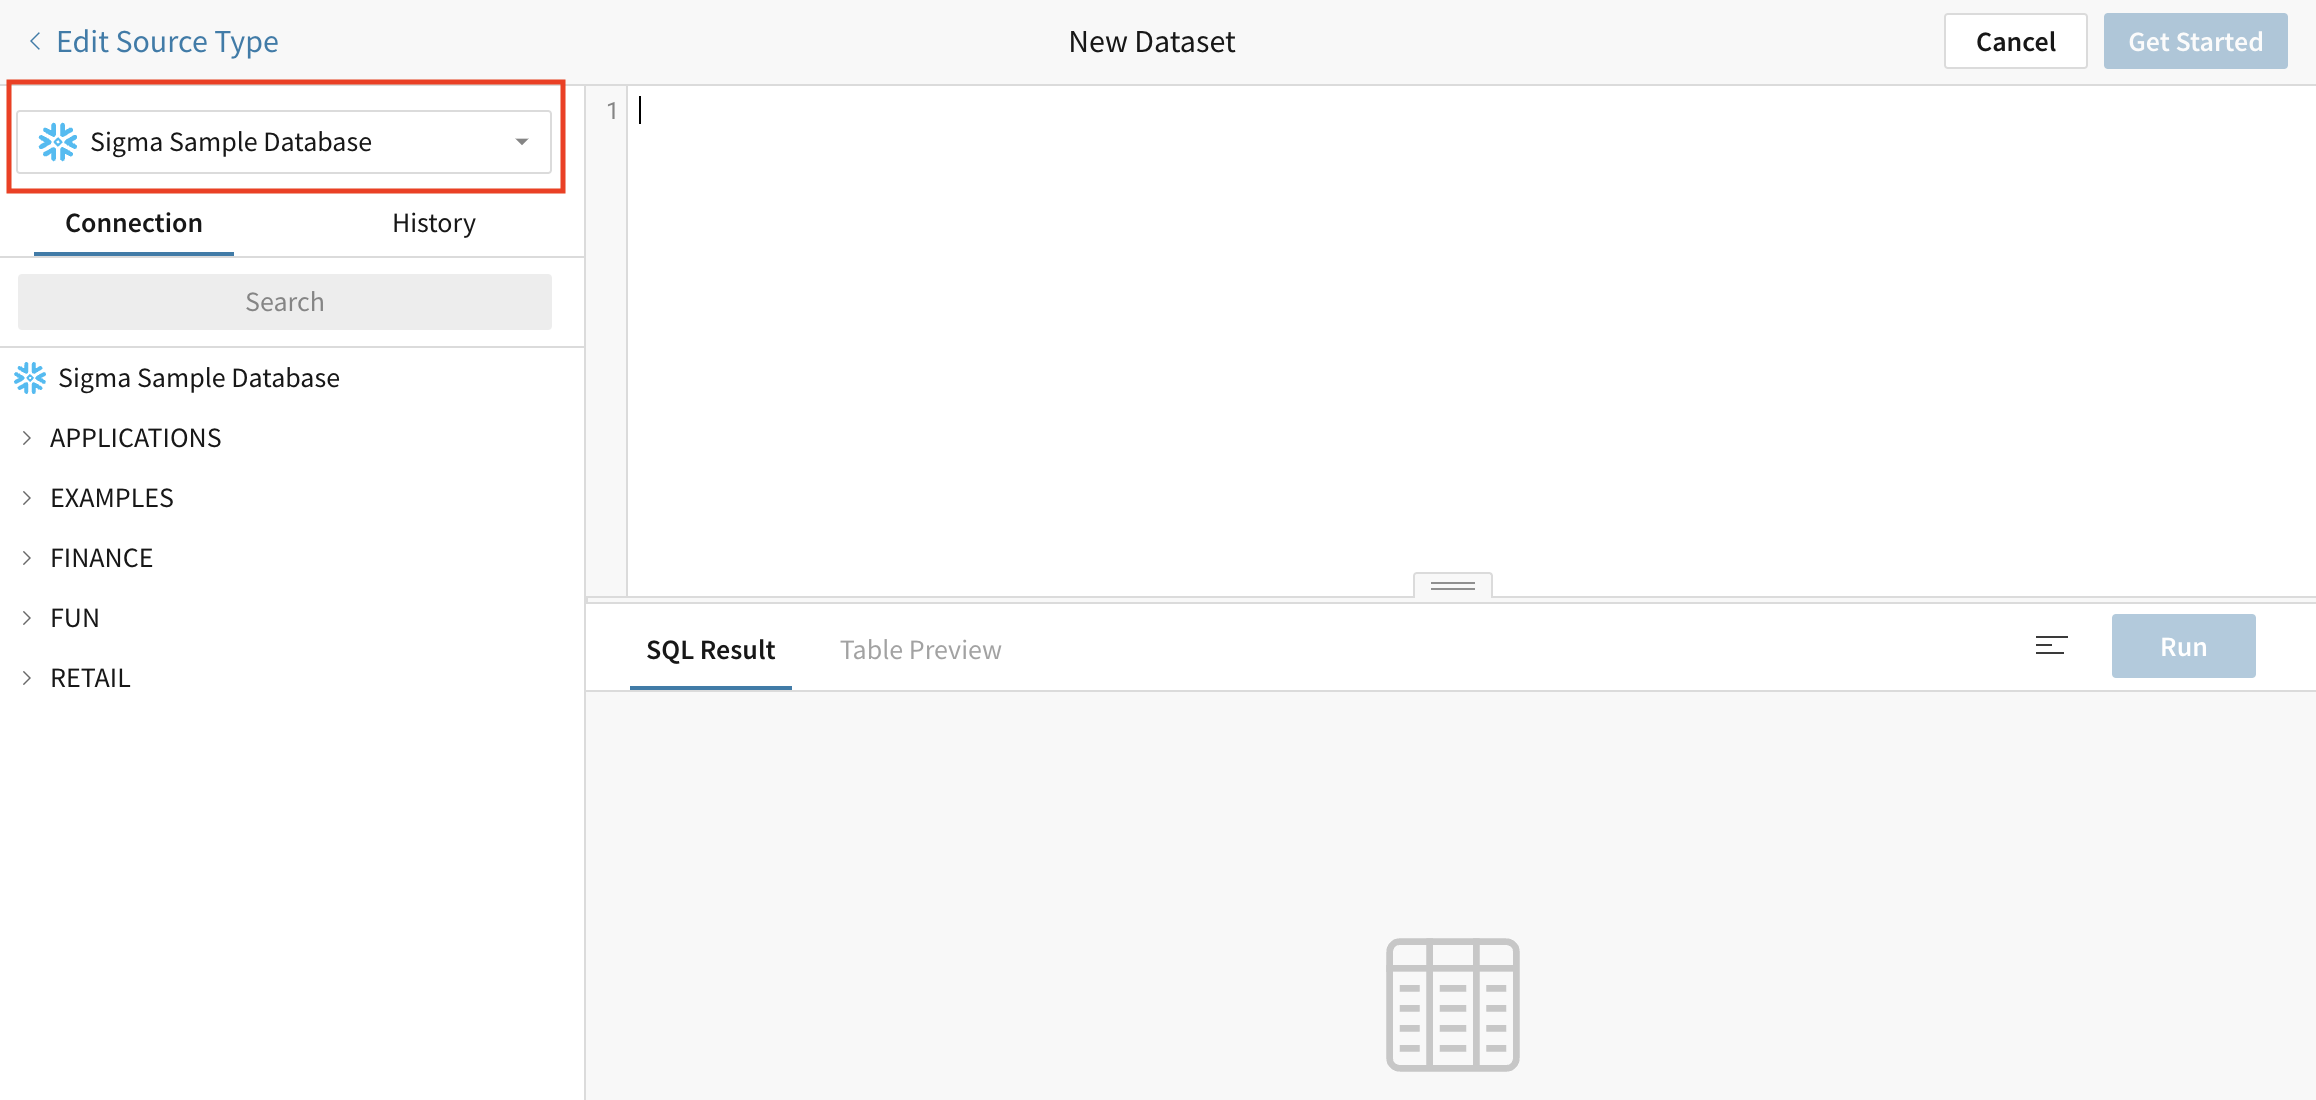 Edit Source Type
New Dataset
Cancel
Get Started
Sigma Sample Database
Connection
History
Search
Sigma Sample Database
APPLICATIONS
EXAMPLES
FINANCE
FUN
RETAIL
1
SQL Result
Table Preview
Run